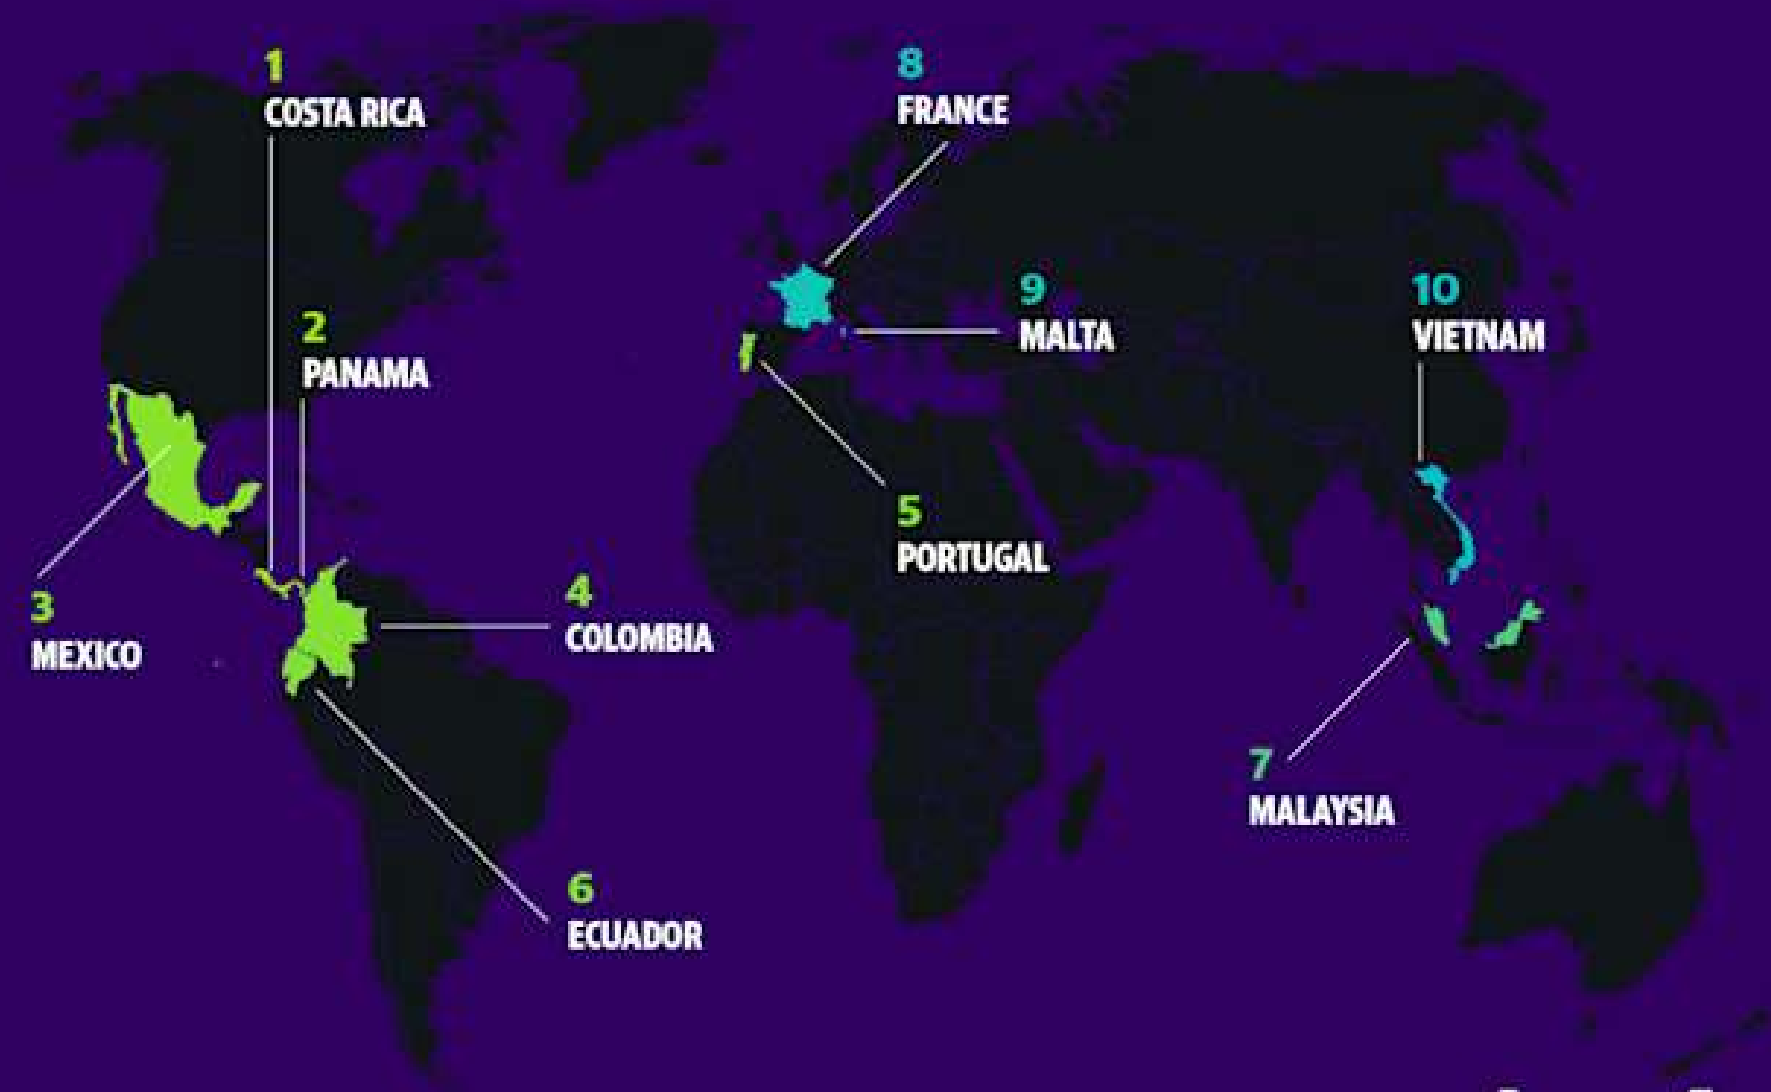 1
COSTA RICA
2
PANAMA
3
MEXICO
4
COLOMBIA
5
PORTUGAL
6
ECUADOR
7
MALAYSIA
8
FRANCE
9
MALTA
10
VIETNAM